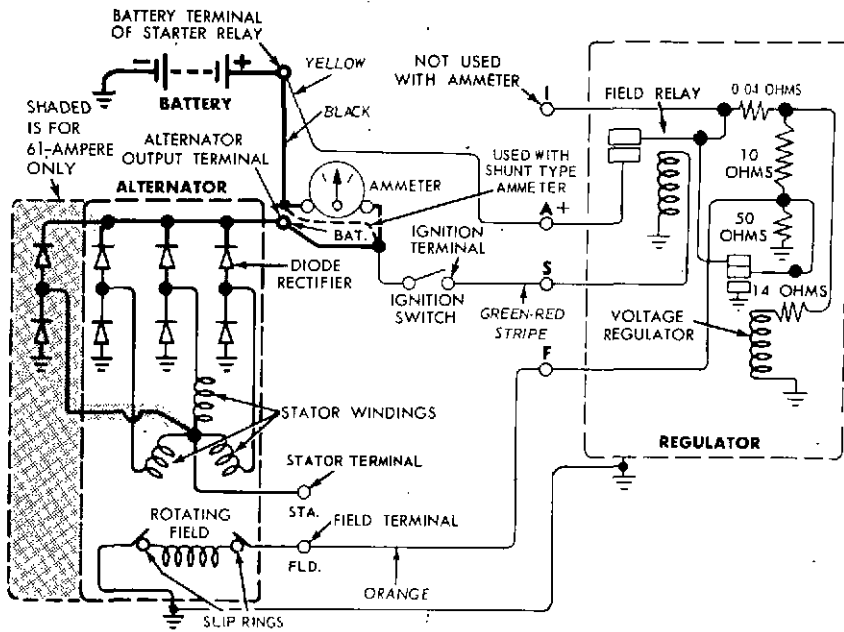 BATTERY TERMINAL
OF STARTER RELAY
YELLOW
- +
BATTERY
BLACK
SHADED
IS FOR
61-AMPERE
ONLY
ALTERNATOR
OUTPUT TERMINAL
ALTERNATOR
AMMETER
BAT.
DIODE
RECTIFIER
USED WITH
SHUNT TYPE
AMMETER
IGNITION
TERMINAL
IGNITION
SWITCH
GREEN-RED
STRIPE
NOT USED
WITH AMMETER
I
A +
S
F
FIELD RELAY
0.04 OHMS
10
OHMS
50
OHMS
14 OHMS
VOLTAGE
REGULATOR
REGULATOR
STATOR WINDINGS
STATOR TERMINAL
STA.
ROTATING
FIELD
FIELD TERMINAL
FLD.
ORANGE
SLIP RINGS